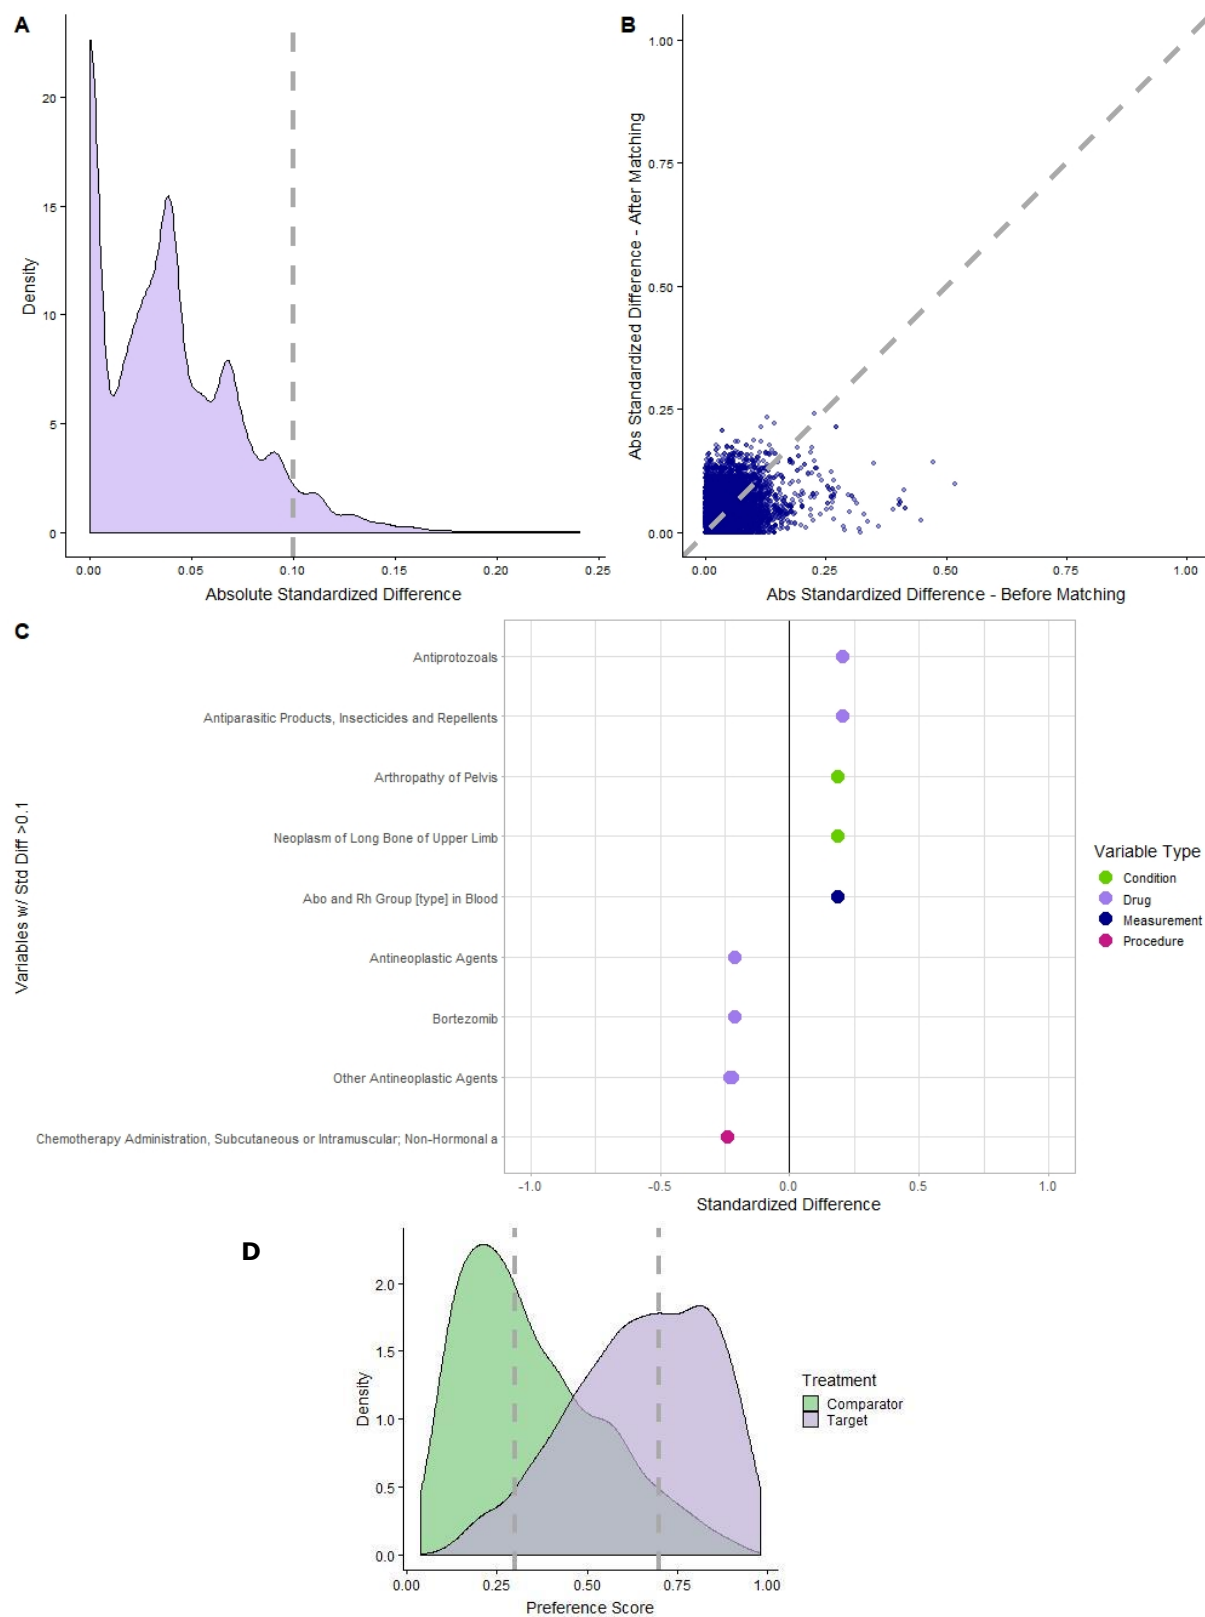 A
20
15
10
5
0
Density
0.00 0.05 0.10 0.15 0.20 0.25
Absolute Standardized Difference
B
1.00
0.75
0.50
0.25
0.00
Abs Standardized Difference - After Matching
0.00 0.25 0.50 0.75 1.00
Abs Standardized Difference - Before Matching
C
Variables w/ Std Diff >0.1
Antiprotozoals
Antiparasitic Products, Insecticides and Repellents
Arthropathy of Pelvis
Neoplasm of Long Bone of Upper Limb
Abo and Rh Group [type] in Blood
Antineoplastic Agents
Bortezomib
Other Antineoplastic Agents
Chemotherapy Administration, Subcutaneous or Intramuscular; Non-Hormonal a
-1.0 -0.5 0.0 0.5 1.0
Standardized Difference
Variable Type
Condition
Drug
Measurement
Procedure
D
2.0
1.5
1.0
0.5
0.0
Density
0.00 0.25 0.50 0.75 1.00
Preference Score
Treatment
Comparator
Target